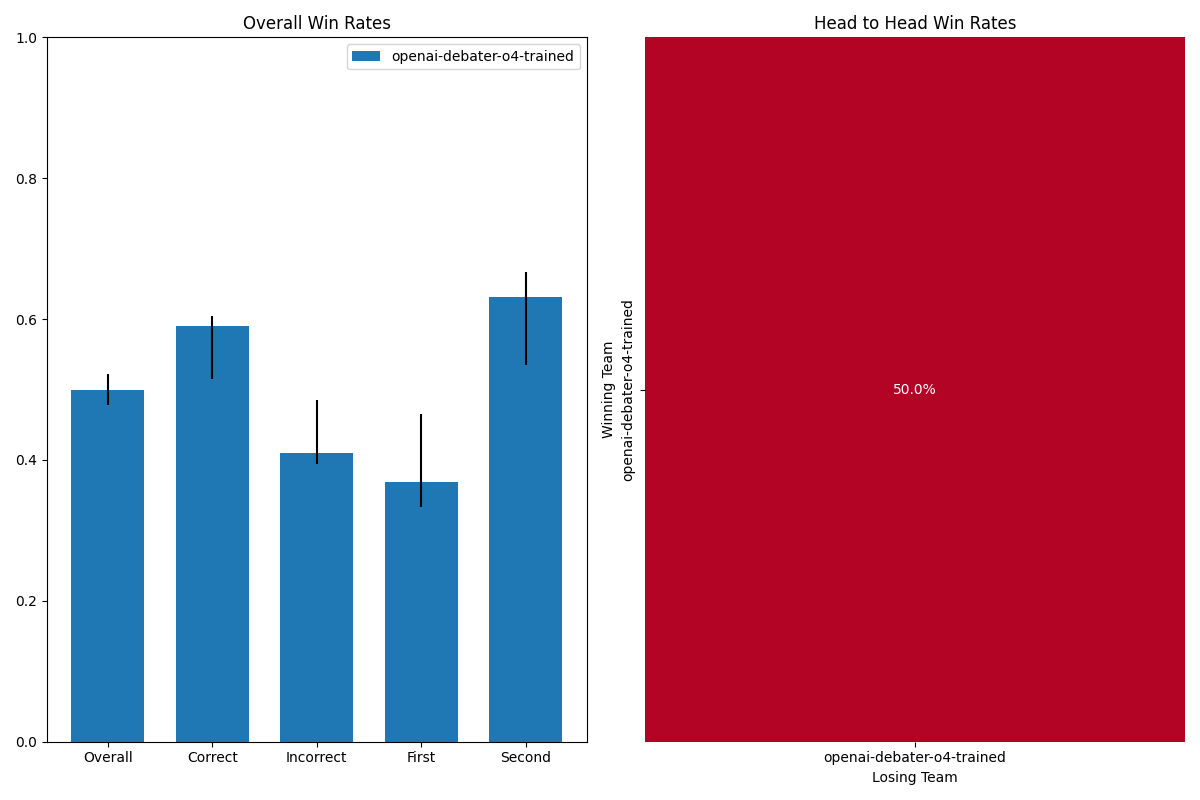 Overall Win Rates
1.0
0.8
0.6
0.4
0.2
0.0
openai-debater-o4-trained
Overall
Correct
Incorrect
First
Second
Head to Head Win Rates
Winning Team
openai-debater-o4-trained
50.0%
openai-debater-o4-trained
Losing Team